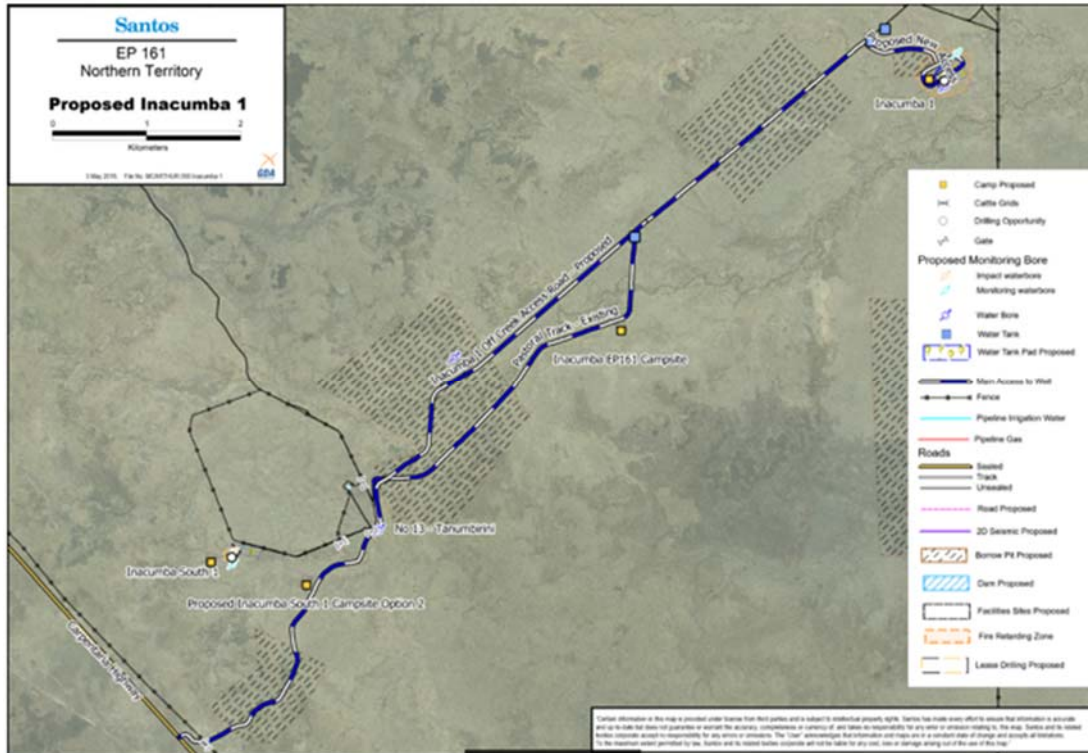 Santos
EP 161
Northern Territory
Proposed Inacumba 1
0 1 2
Kilometers
GDA
Proposed New
Inacumba 1
Inacumba 1 Off Creek Access Road - Proposed
Pastoral Track - Existing
Inacumba EP161 Campsite
No 13 - Tanumbirini
Inacumba South 1
Proposed Inacumba South 1 Campsite Option 2
Carpentaria Highway
Camp Proposed
Cattle Grids
Drilling Opportunity
Gate
Proposed Monitoring Bore
Impact waterbore
Monitoring waterbore
Water Bore
Water Tank
Water Tank Pad Proposed
Main Access to Well
Fence
Pipeline Irrigation Water
Pipeline Gas
Roads
Sealed
Track
Unsealed
Road Proposed
2D Seismic Proposed
Borrow Pit Proposed
Dam Proposed
Facilities Sites Proposed
Fire Retarding Zone
Lease Drilling Proposed